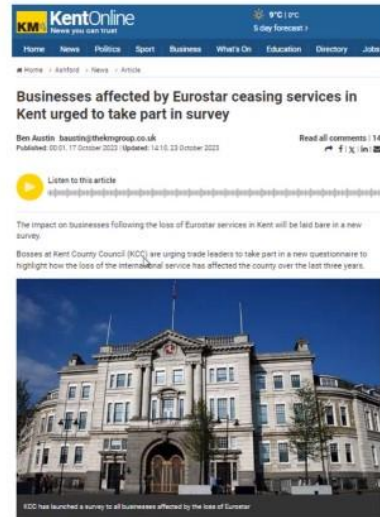 KM
KentOnline
News you can trust
9°C | 0°C
5 day forecast >
Home News Politics Sport Business What's On Education Directory Jobs
Home > Ashford > News > Article
Businesses affected by Eurostar ceasing services in
Kent urged to take part in survey
Ben Austin baustin@thekmgroup.co.uk
Published: 00:01, 17 October 2023 | Updated: 14:10, 23 October 2023
Read all comments | 14
Listen to this article
The impact on businesses following the loss of Eurostar services in Kent will be laid bare in a new
survey.
Bosses at Kent County Council (KCC) are urging trade leaders to take part in a new questionnaire to
highlight how the loss of the international service has affected the county over the last three years.
KCC has launched a survey to all businesses affected by the loss of Eurostar